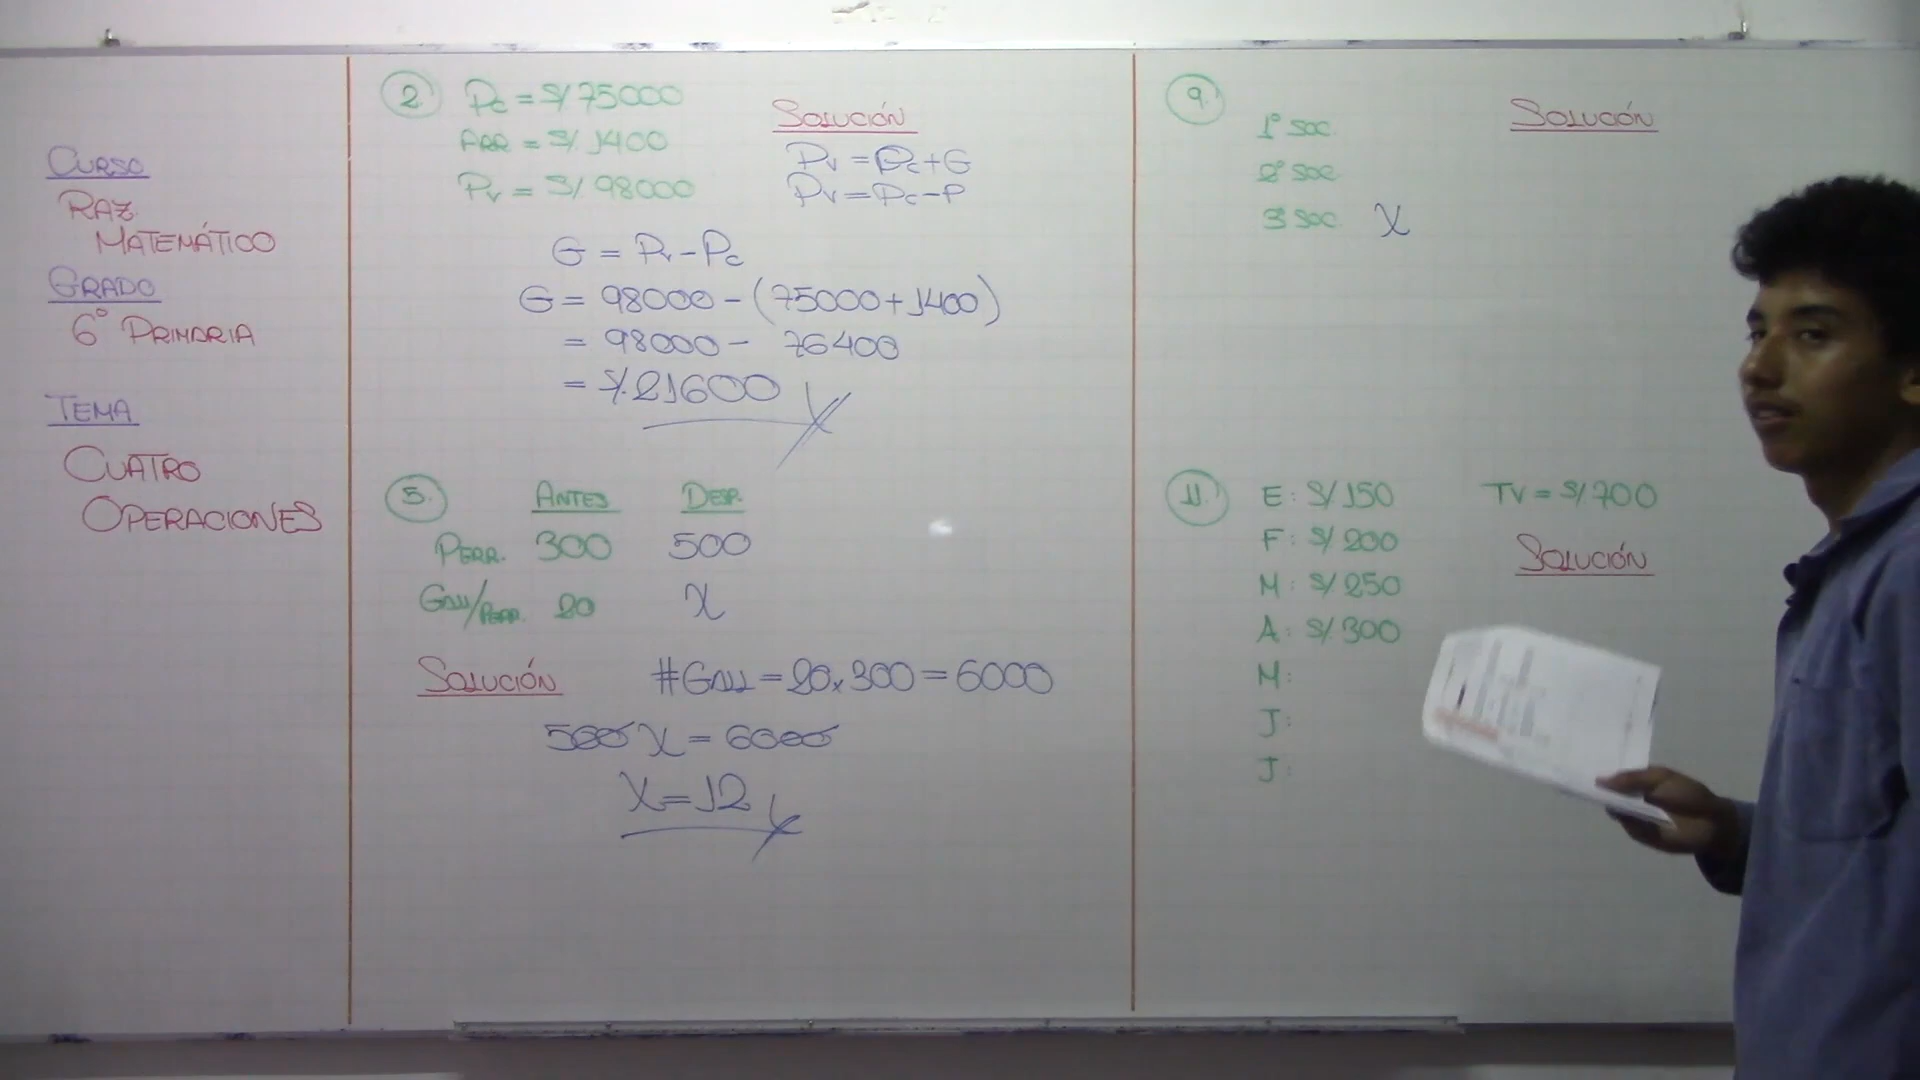 CURSO
RAZ.
MATEMÁTICO
GRADO
6° PRIMARIA
TEMA
CUATRO
OPERACIONES
2. Pc = S/ 75000
ARR = S/. 1400
Pv = S/. 98000
SOLUCIÓN
Pv = Pc + G
Pv = Pc - P
G = Pv - Pc
G = 98000 - (75000 + 1400)
= 98000 - 76400
= S/. 21600
5. ANTES DESP.
PERR. 300 500
GALL/PERR. 20 X
SOLUCIÓN #GALL = 20 x 300 = 6000
500 X = 6000
X = 12
9.
1° SOC.
2° SOC.
3° SOC. X
SOLUCIÓN
11. E: S/. 150 TV = S/. 700
F: S/. 200
SOLUCIÓN
M: S/. 250
A: S/. 300
M:
J:
J: